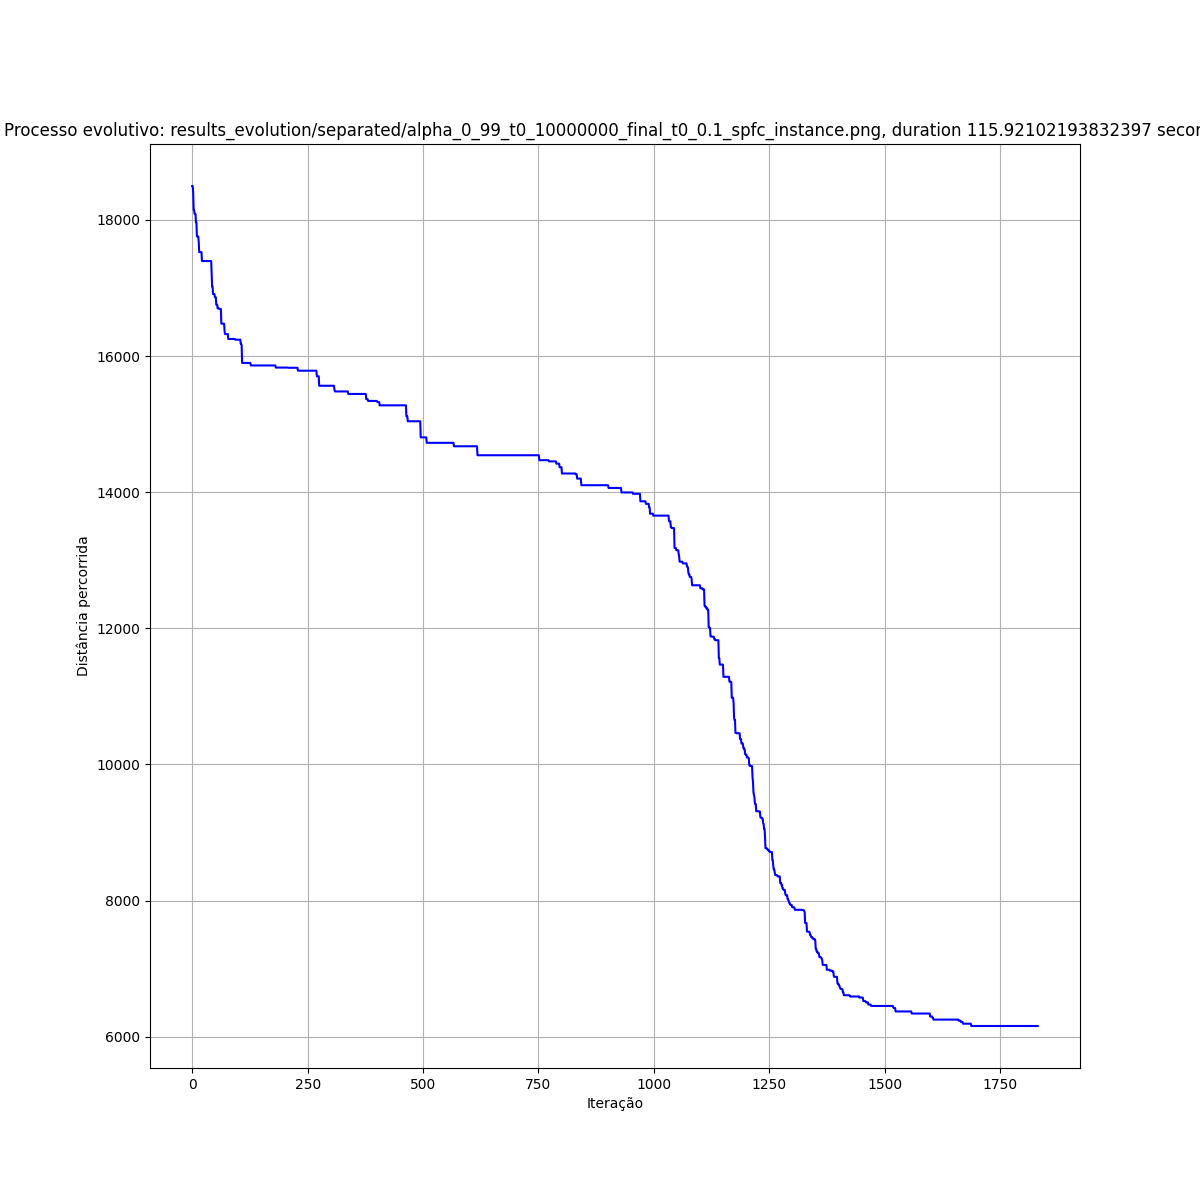 Processo evolutivo: results_evolution/separated/alpha_0_99_t0_10000000_final_t0_0.1_spfc_instance.png, duration 115.92102193832397 secor
18000
16000
14000
12000
10000
8000
6000
Distância percorrida
0 250 500 750 1000 1250 1500 1750
Iteração